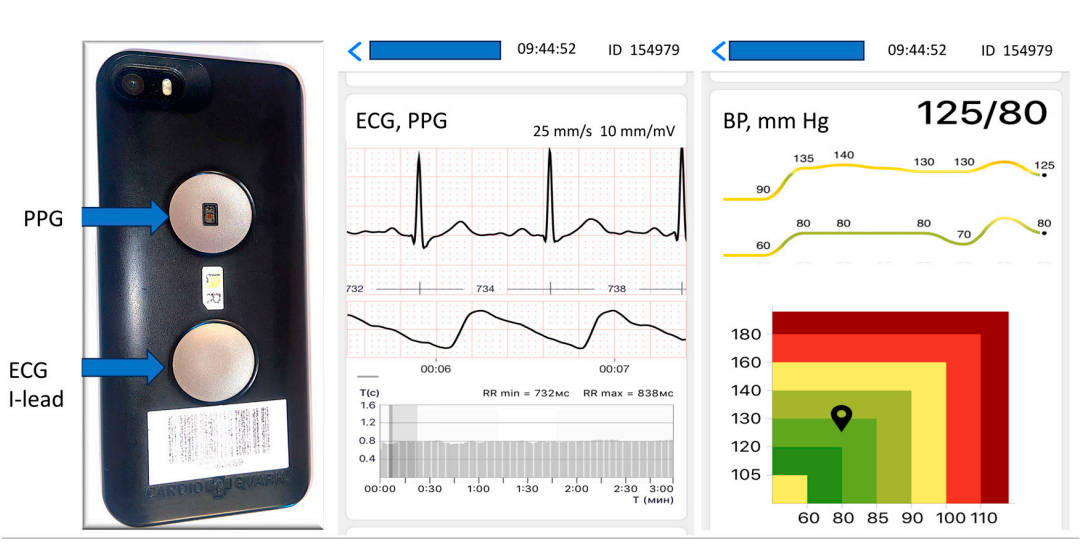 PPG
ECG
I-lead
CARDIO QVARK
09:44:52 ID 154979
ECG, PPG
25 mm/s 10 mm/mV
732 734 738
00:06 00:07
T(c)
RR min = 732мс RR max = 838мс
1.6
1.2
0.8
0.4
00:00 0:30 1:00 1:30 2:00 2:30 3:00
T (мин)
09:44:52 ID 154979
BP, mm Hg
125/80
90 135 140 130 130 125
60 80 80 80 70 80
180
160
140
130
120
105
60 80 85 90 100 110